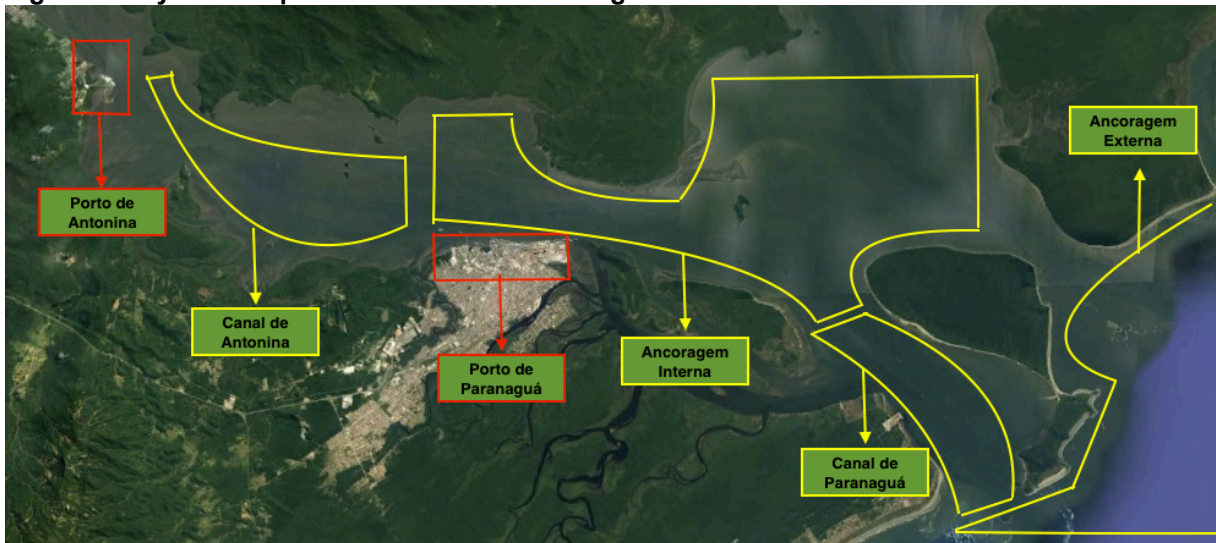 Ancoragem
Externa
Porto de
Antonina
Canal de
Antonina
Porto de
Paranaguá
Ancoragem
Interna
Canal de
Paranaguá